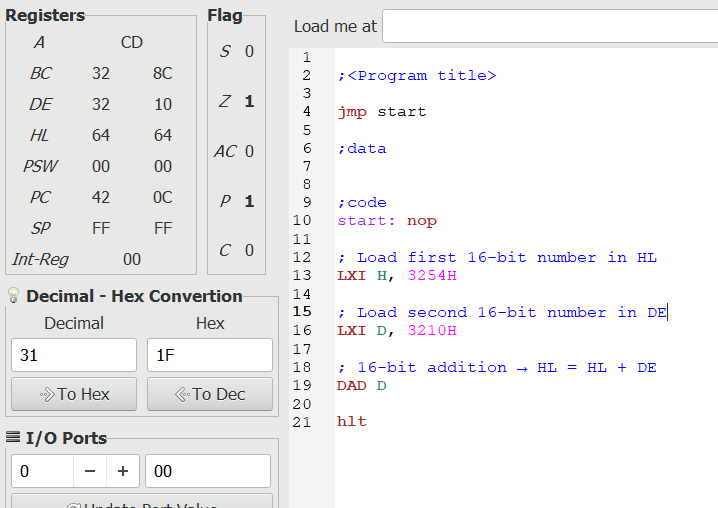 Registers
A CD
BC 32 8C
DE 32 10
HL 64 64
PSW 00 00
PC 42 0C
SP FF FF
Int-Reg 00
Flag
S 0
Z 1
AC 0
P 1
C 0
Decimal - Hex Convertion
Decimal Hex
31 1F
To Hex To Dec
I/O Ports
0 − + 00
Update Port Value
Load me at
1
2 ;<Program title>
3
4 jmp start
5
6 ;data
7
8
9 ;code
10 start: nop
11
12 ; Load first 16-bit number in HL
13 LXI H, 3254H
14
15 ; Load second 16-bit number in DE
16 LXI D, 3210H
17
18 ; 16-bit addition → HL = HL + DE
19 DAD D
20
21 hlt